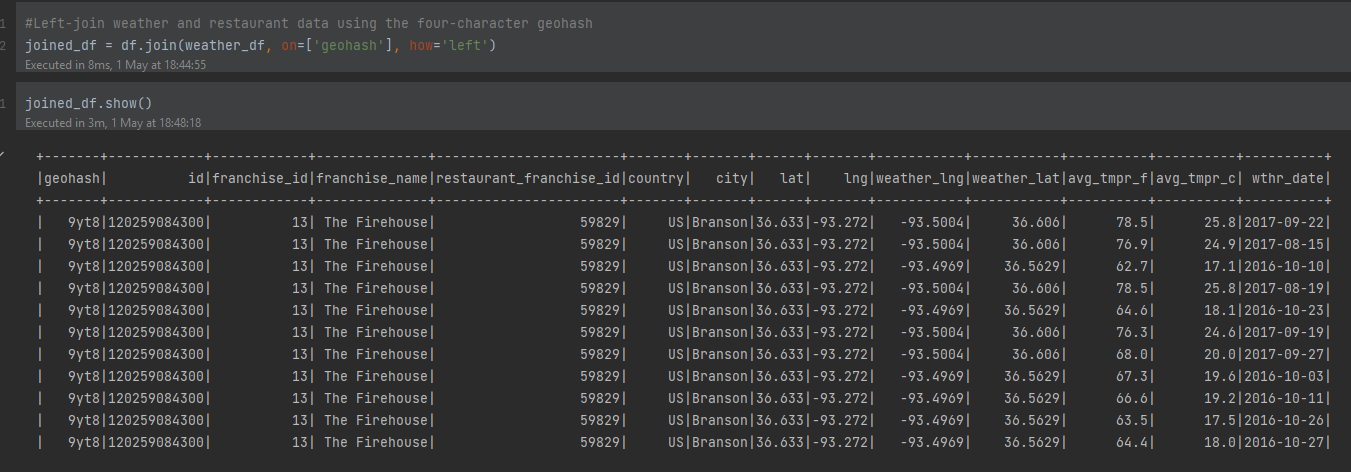 1 #Left-join weather and restaurant data using the four-character geohash
2 joined_df = df.join(weather_df, on=['geohash'], how='left')
Executed in 8ms, 1 May at 18:44:55
1 joined_df.show()
Executed in 3m, 1 May at 18:48:18
+-------+------------+------------+--------------+-----------------------+-------+-------+------+-------+-----------+-----------+----------+----------+----------+
|geohash|          id|franchise_id|franchise_name|restaurant_franchise_id|country|   city|   lat|    lng|weather_lng|weather_lat|avg_tmpr_f|avg_tmpr_c| wthr_date|
+-------+------------+------------+--------------+-----------------------+-------+-------+------+-------+-----------+-----------+----------+----------+----------+
|   9yt8|120259084300|          13| The Firehouse|                  59829|     US|Branson|36.633|-93.272|   -93.5004|     36.606|      78.5|      25.8|2017-09-22|
|   9yt8|120259084300|          13| The Firehouse|                  59829|     US|Branson|36.633|-93.272|   -93.5004|     36.606|      76.9|      24.9|2017-08-15|
|   9yt8|120259084300|          13| The Firehouse|                  59829|     US|Branson|36.633|-93.272|   -93.4969|    36.5629|      62.7|      17.1|2016-10-10|
|   9yt8|120259084300|          13| The Firehouse|                  59829|     US|Branson|36.633|-93.272|   -93.5004|     36.606|      78.5|      25.8|2017-08-19|
|   9yt8|120259084300|          13| The Firehouse|                  59829|     US|Branson|36.633|-93.272|   -93.4969|    36.5629|      64.6|      18.1|2016-10-23|
|   9yt8|120259084300|          13| The Firehouse|                  59829|     US|Branson|36.633|-93.272|   -93.5004|     36.606|      76.3|      24.6|2017-09-19|
|   9yt8|120259084300|          13| The Firehouse|                  59829|     US|Branson|36.633|-93.272|   -93.5004|     36.606|      68.0|      20.0|2017-09-27|
|   9yt8|120259084300|          13| The Firehouse|                  59829|     US|Branson|36.633|-93.272|   -93.4969|    36.5629|      67.3|      19.6|2016-10-03|
|   9yt8|120259084300|          13| The Firehouse|                  59829|     US|Branson|36.633|-93.272|   -93.4969|    36.5629|      66.6|      19.2|2016-10-11|
|   9yt8|120259084300|          13| The Firehouse|                  59829|     US|Branson|36.633|-93.272|   -93.4969|    36.5629|      63.5|      17.5|2016-10-26|
|   9yt8|120259084300|          13| The Firehouse|                  59829|     US|Branson|36.633|-93.272|   -93.4969|    36.5629|      64.4|      18.0|2016-10-27|